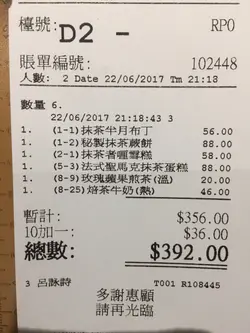 檯號: D2 - RP0
賬單編號: 102448
人數: 2 Date 22/06/2017 Tm 21:18
數量 6.
22/06/2017 21:18:43 3
1. (1-1)抹茶半月布丁 56.00
1. (1-2)秘製抹茶蕨餅 88.00
1. (2-3)抹茶者喱雪糕 58.00
1. (5-3)法式聖馬克抹茶蛋糕 88.00
1. (8-9)玫瑰蘋果煎茶(溫) 20.00
1. (8-25)焙茶牛奶(熱) 46.00
暫計: $356.00
10加一: $36.00
總數: $392.00
3 呂詠詩 T001 R108445
多謝惠顧
請再光臨